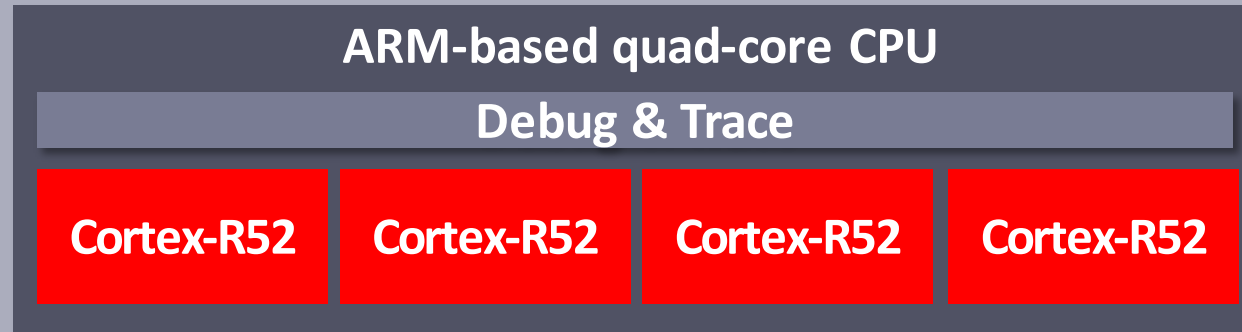 ARM-based quad-core CPU
Debug & Trace
Cortex-R52 Cortex-R52 Cortex-R52 Cortex-R52